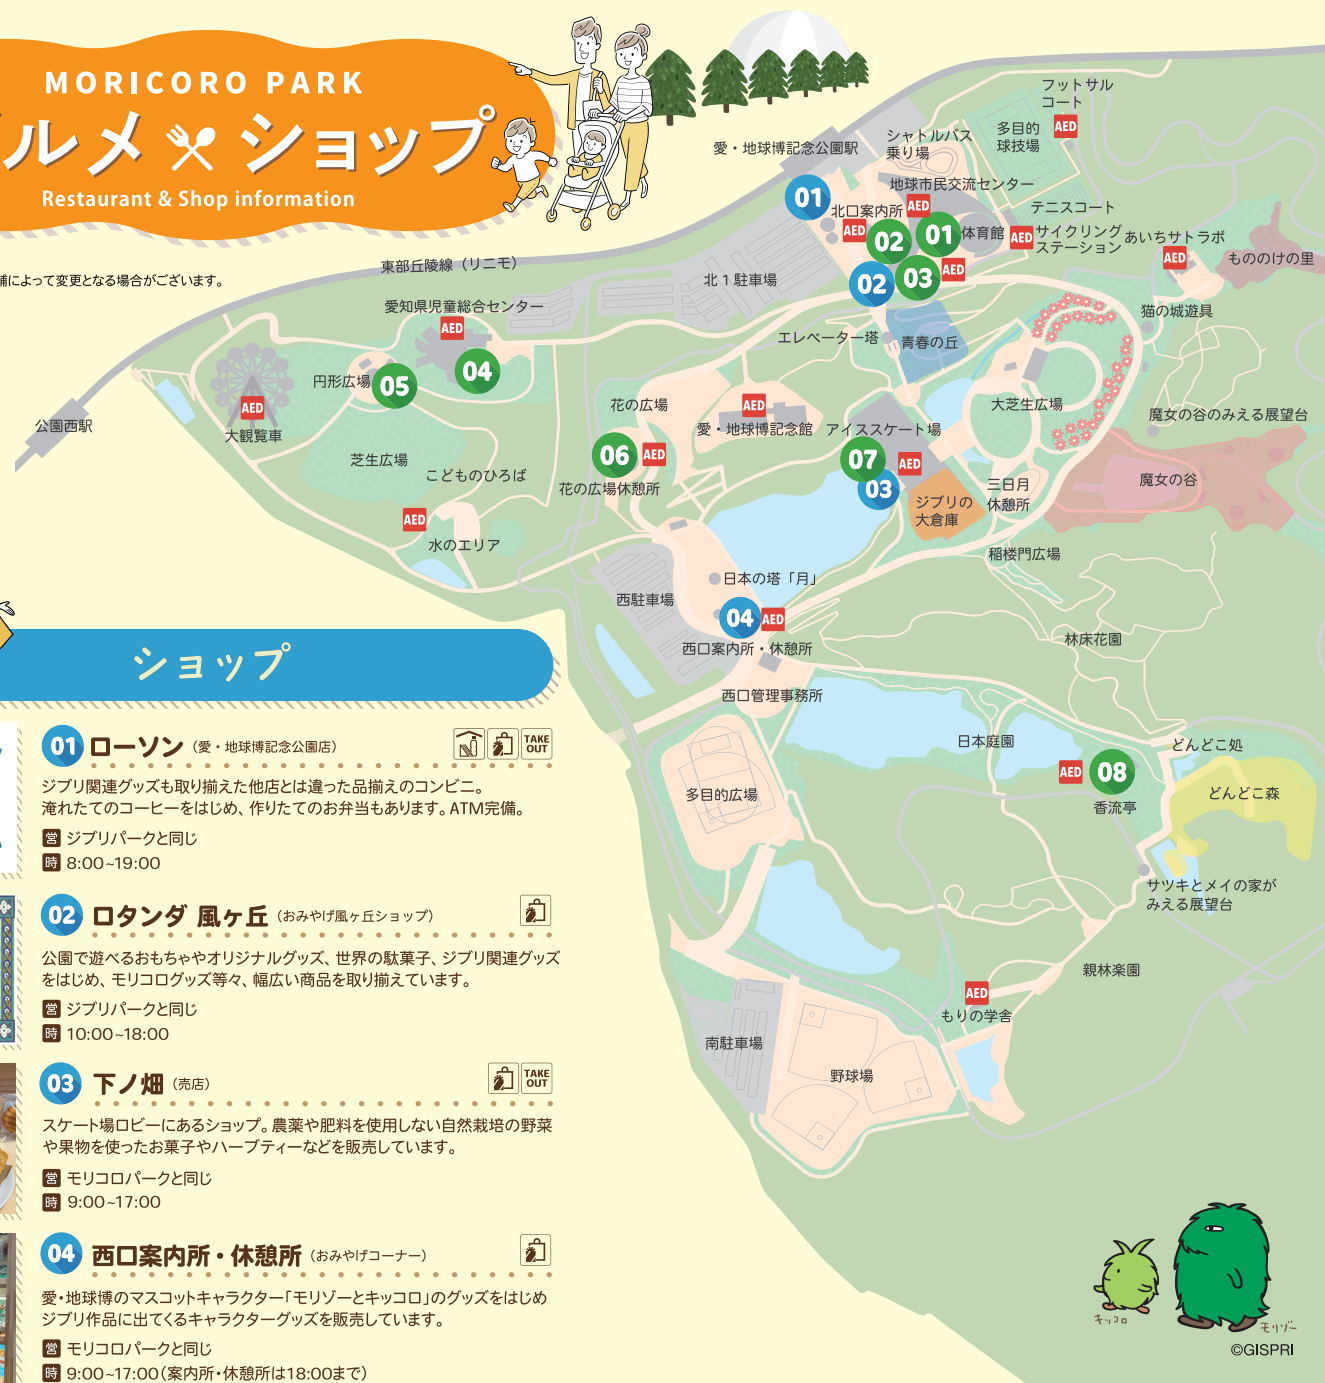 MORICORO PARK
ルメ ショップ
Restaurant & Shop information
舗によって変更となる場合がございます。
フットサル
コート
AED
多目的
球技場
シャトルバス
乗り場
愛・地球博記念公園駅
地球市民交流センター
01
AED
北口案内所
テニスコート
AED
02
01
体育館
AED
サイクリング
ステーション
あいちサトラボ
AED
もののけの里
東部丘陵線（リニモ）
北1駐車場
02
03
AED
愛知県児童総合センター
AED
猫の城遊具
エレベーター塔
青春の丘
04
円形広場
05
AED
大観覧車
公園西駅
花の広場
AED
愛・地球博記念館
アイススケート場
大芝生広場
魔女の谷のみえる展望台
芝生広場
06
AED
花の広場休憩所
07
AED
03
こどものひろば
三日月
休憩所
魔女の谷
ジブリの
大倉庫
AED
水のエリア
稲楼門広場
日本の塔「月」
西駐車場
04
AED
西口案内所・休憩所
林床花園
西口管理事務所
日本庭園
どんどこ処
AED
08
香流亭
どんどこ森
多目的広場
サツキとメイの家が
みえる展望台
親林楽園
AED
もりの学舎
南駐車場
野球場
キッコロ
モリゾー
©GISPRI
ショップ
01 ローソン（愛・地球博記念公園店）
TAKE
OUT
ジブリ関連グッズも取り揃えた他店とは違った品揃えのコンビニ。
淹れたてのコーヒーをはじめ、作りたてのお弁当もあります。ATM完備。
営 ジブリパークと同じ
時 8:00~19:00
02 ロタンダ 風ヶ丘（おみやげ風ヶ丘ショップ）
公園で遊べるおもちゃやオリジナルグッズ、世界の駄菓子、ジブリ関連グッズ
をはじめ、モリコログッズ等々、幅広い商品を取り揃えています。
営 ジブリパークと同じ
時 10:00~18:00
03 下ノ畑（売店）
TAKE
OUT
スケート場ロビーにあるショップ。農薬や肥料を使用しない自然栽培の野菜
や果物を使ったお菓子やハーブティーなどを販売しています。
営 モリコロパークと同じ
時 9:00~17:00
04 西口案内所・休憩所（おみやげコーナー）
愛・地球博のマスコットキャラクター「モリゾーとキッコロ」のグッズをはじめ
ジブリ作品に出てくるキャラクターグッズを販売しています。
営 モリコロパークと同じ
時 9:00~17:00（案内所・休憩所は18:00まで）